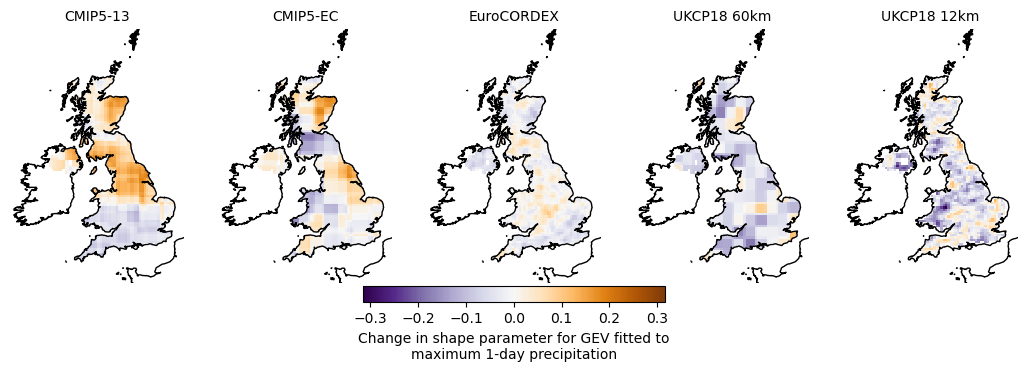 CMIP5-13
CMIP5-EC
EuroCORDEX
UKCP18 60km
UKCP18 12km
−0.3 −0.2 −0.1 0.0 0.1 0.2 0.3
Change in shape parameter for GEV fitted to
maximum 1-day precipitation